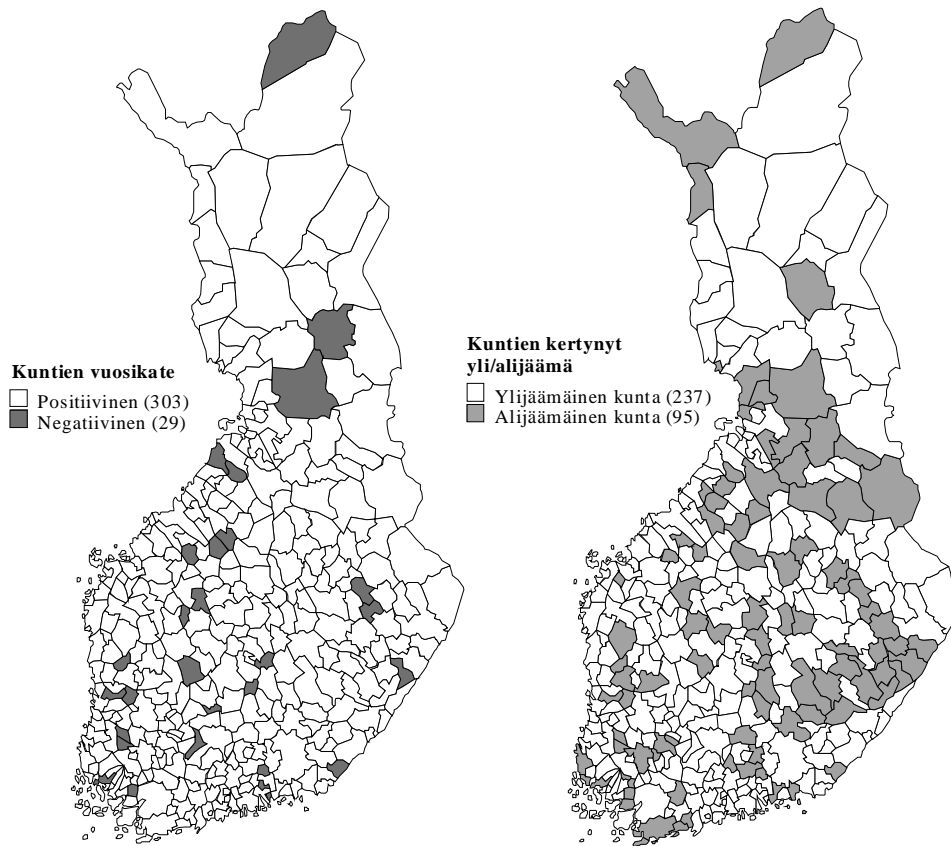 Kuntien vuosikate
Positiivinen (303)
Negatiivinen (29)
Kuntien kertynyt
yli/alijäämä
Ylijäämäinen kunta (237)
Alijäämäinen kunta (95)